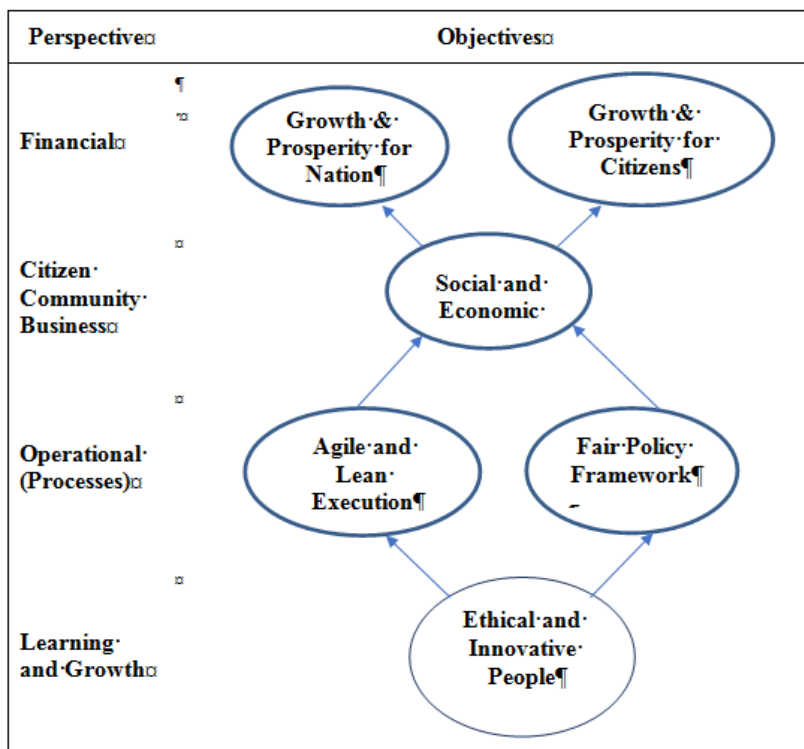 Perspective¤
Objectives¤
¶
¤
Financial¤
Growth·&·
Prosperity·for·
Nation¶
Growth·&·
Prosperity·for·
Citizens¶
¤
Citizen·
Community·
Business¤
Social·and·
Economic·
¤
Operational·
(Processes)¤
Agile·and·
Lean·
Execution¶
Fair·Policy·
Framework¶
¤
Learning·
and·Growth¤
Ethical·and·
Innovative·
People¶